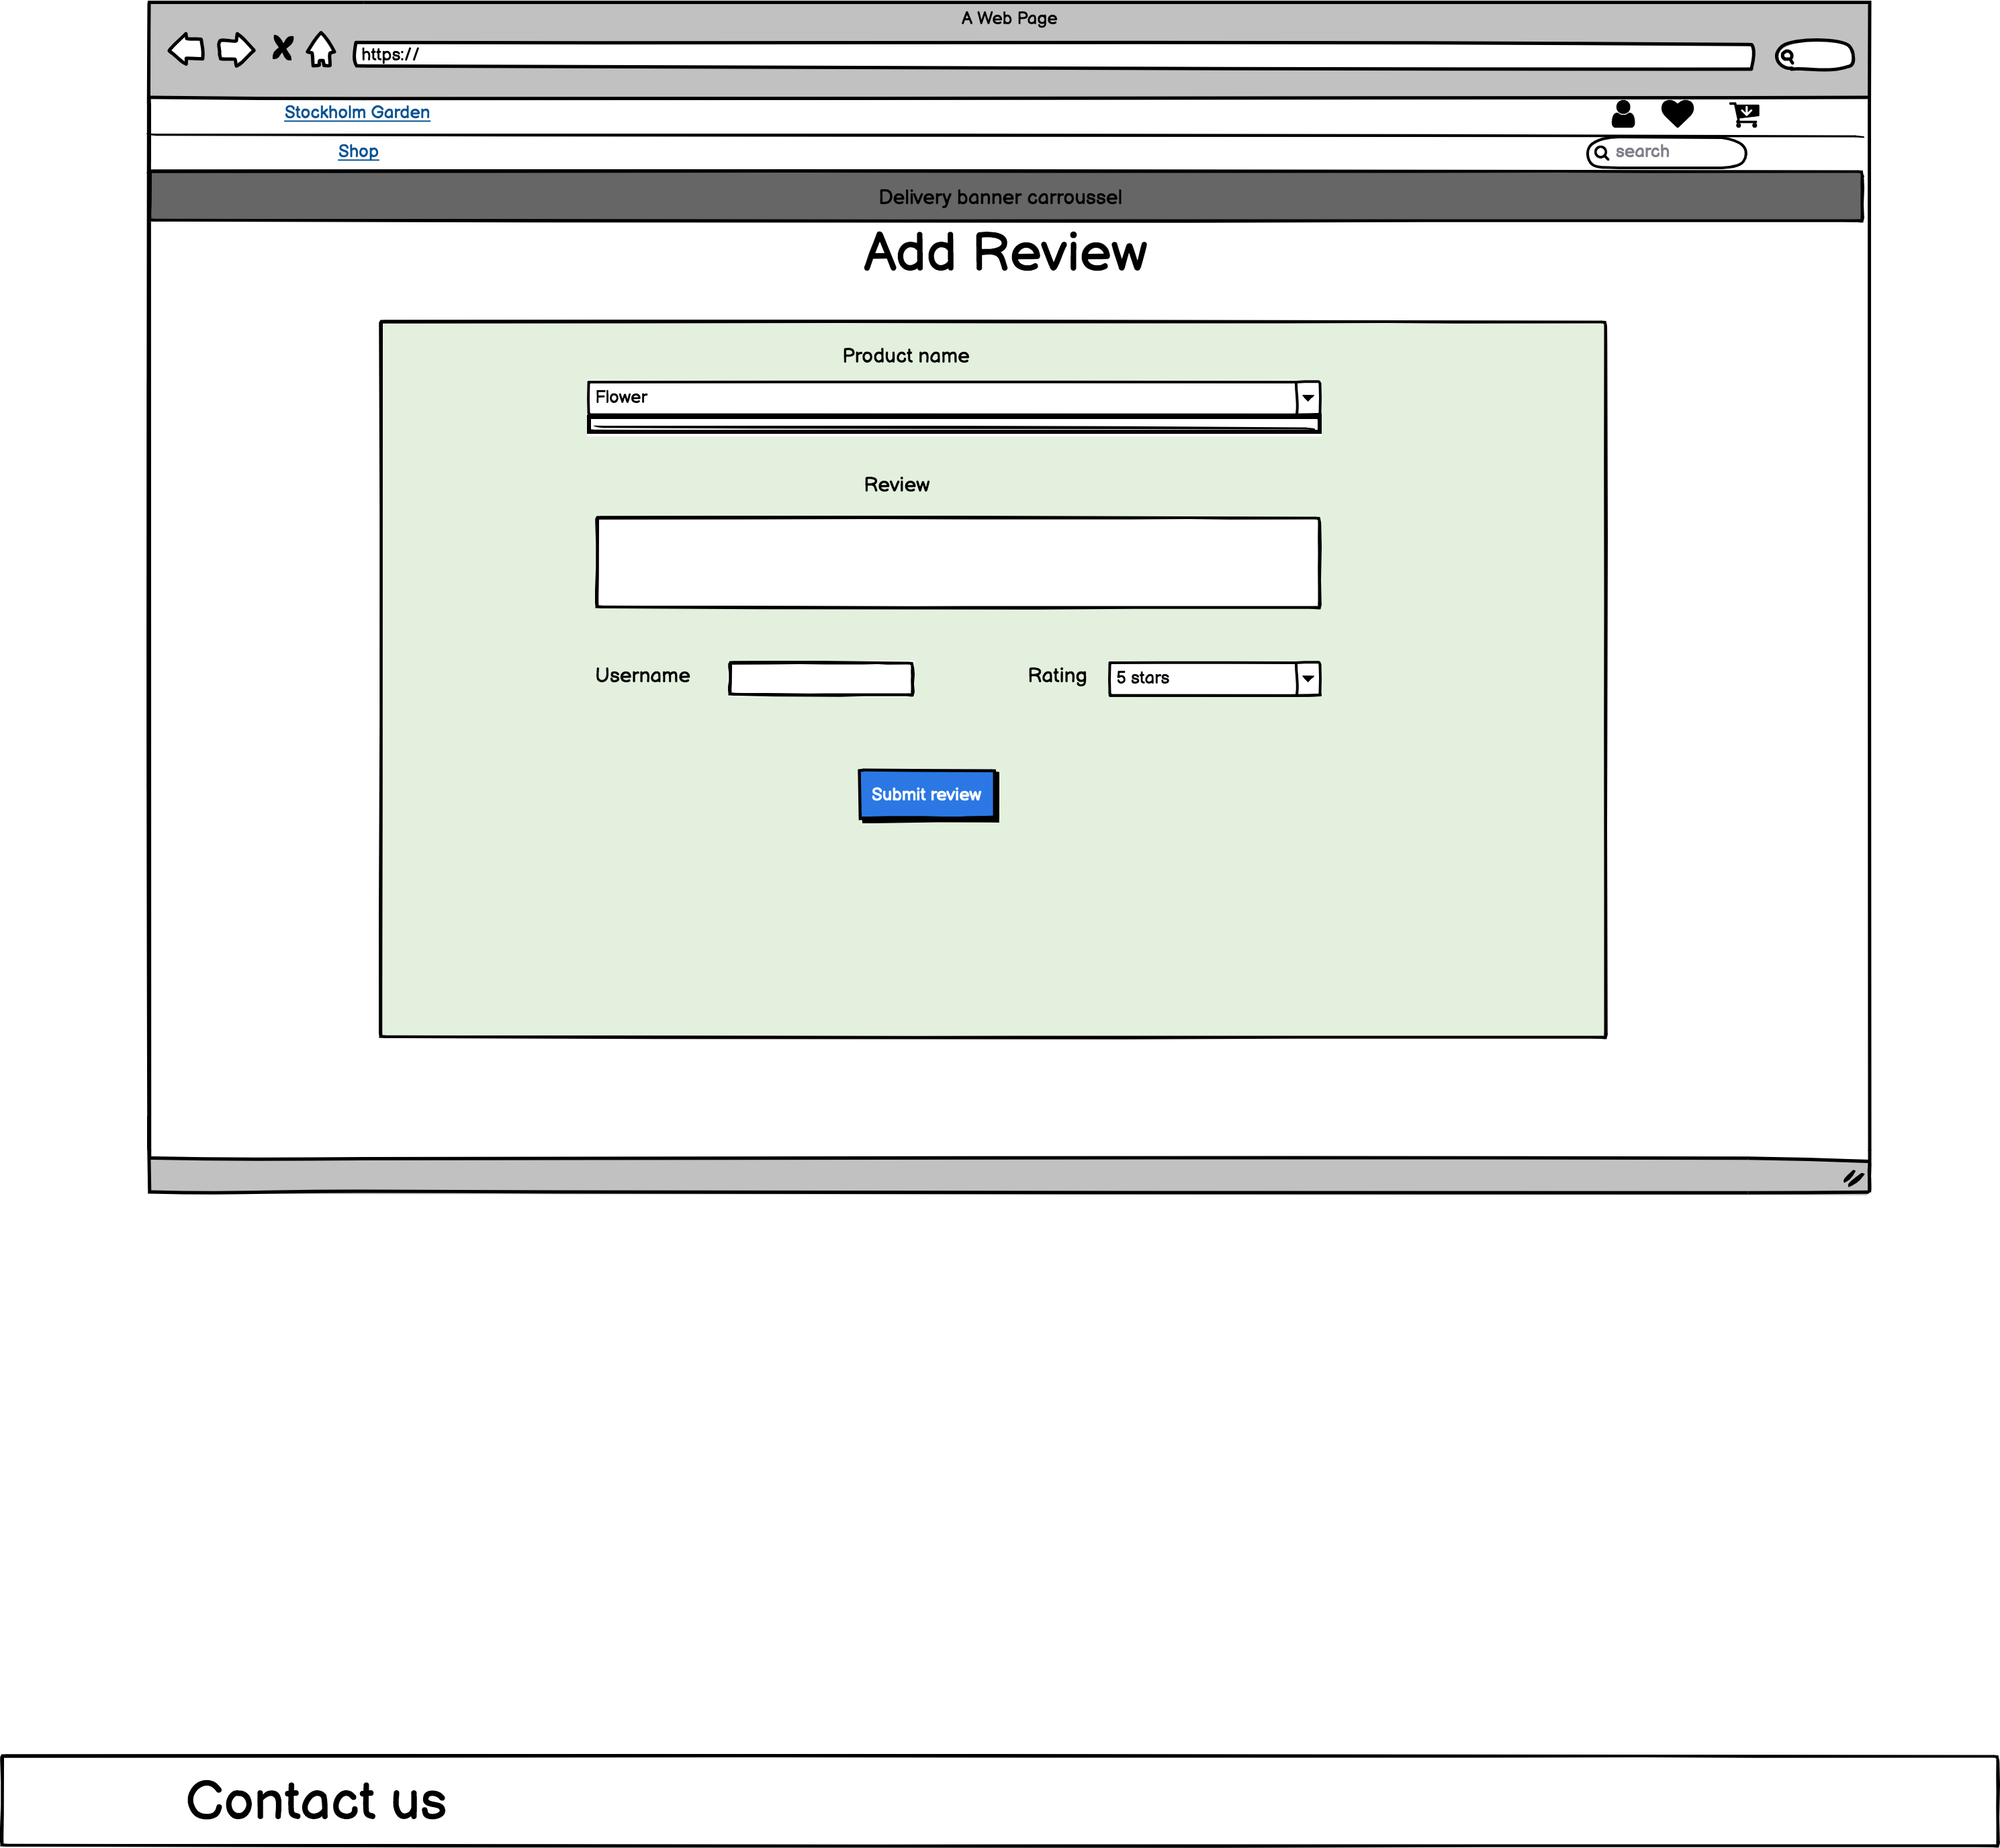 A Web Page
https://
Stockholm Garden
Shop
search
Delivery banner carroussel
Add Review
Product name
Flower
Review
Username
Rating
5 stars
Submit review
Contact us